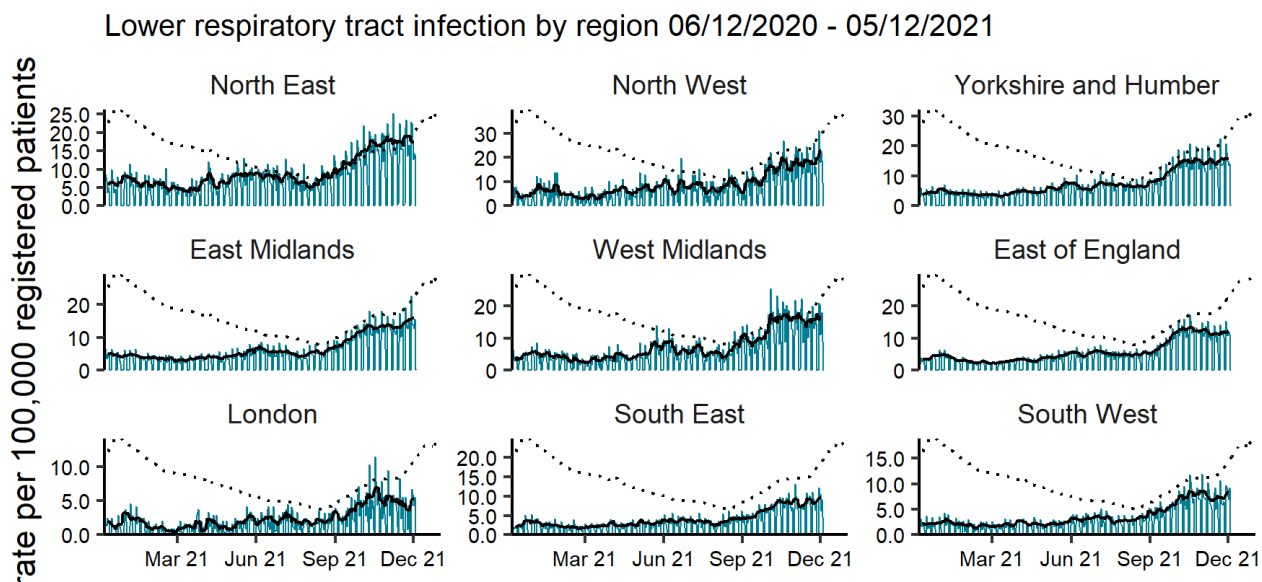 Lower respiratory tract infection by region 06/12/2020 - 05/12/2021
rate per 100,000 registered patients
North East
25.0
20.0
15.0
10.0
5.0
0.0
North West
30
20
10
0
Yorkshire and Humber
30
20
10
0
East Midlands
20
10
0
West Midlands
20
10
0
East of England
20
10
0
London
10.0
5.0
0.0
South East
20.0
15.0
10.0
5.0
0.0
South West
15.0
10.0
5.0
0.0
Mar 21 Jun 21 Sep 21 Dec 21
Mar 21 Jun 21 Sep 21 Dec 21
Mar 21 Jun 21 Sep 21 Dec 21